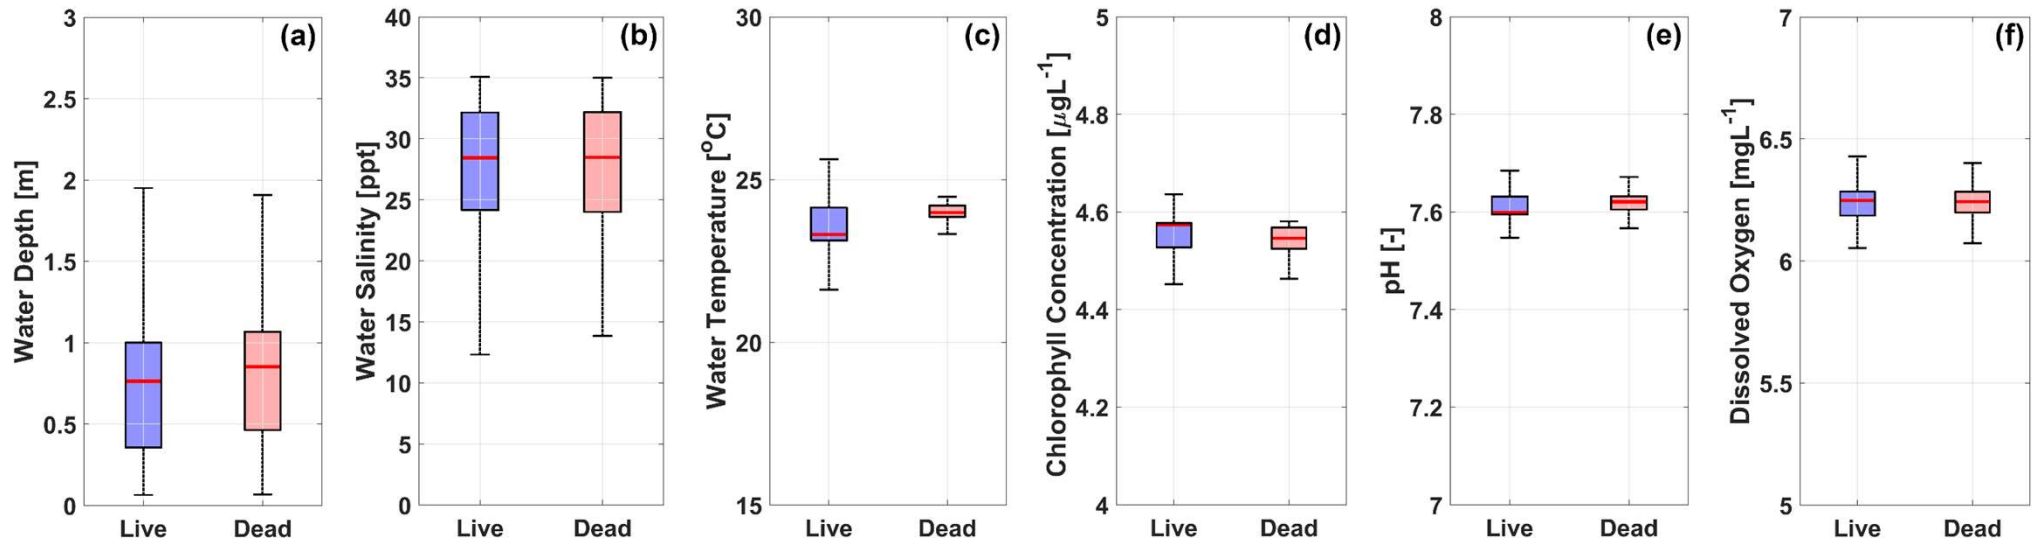 (a)
Water Depth [m]
3
2.5
2
1.5
1
0.5
0
Live Dead
(b)
Water Salinity [ppt]
40
35
30
25
20
15
10
5
0
Live Dead
(c)
Water Temperature [°C]
30
25
20
15
Live Dead
(d)
Chlorophyll Concentration [μgL⁻¹]
5
4.8
4.6
4.4
4.2
4
Live Dead
(e)
pH [-]
8
7.8
7.6
7.4
7.2
7
Live Dead
(f)
Dissolved Oxygen [mgL⁻¹]
7
6.5
6
5.5
5
Live Dead